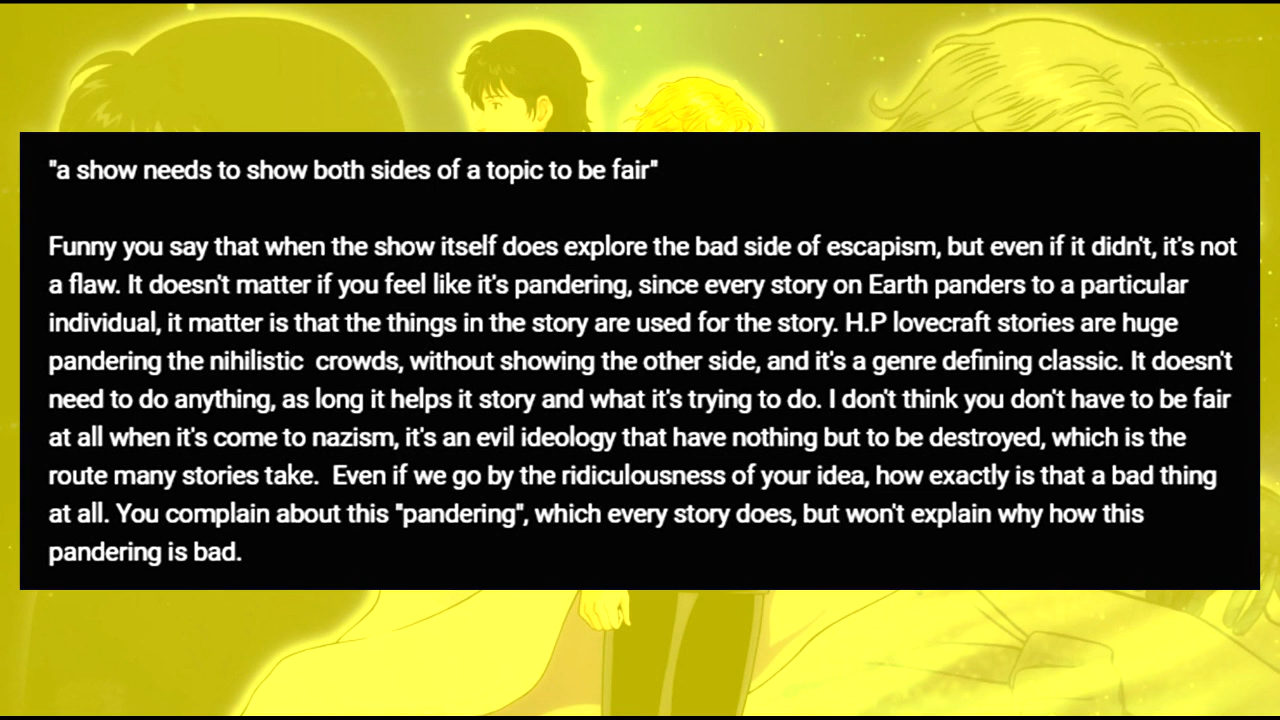 "a show needs to show both sides of a topic to be fair"
Funny you say that when the show itself does explore the bad side of escapism, but even if it didn't, it's not
a flaw. It doesn't matter if you feel like it's pandering, since every story on Earth panders to a particular
individual, it matter is that the things in the story are used for the story. H.P lovecraft stories are huge
pandering the nihilistic  crowds, without showing the other side, and it's a genre defining classic. It doesn't
need to do anything, as long it helps it story and what it's trying to do. I don't think you don't have to be fair
at all when it's come to nazism, it's an evil ideology that have nothing but to be destroyed, which is the
route many stories take.  Even if we go by the ridiculousness of your idea, how exactly is that a bad thing
at all. You complain about this "pandering", which every story does, but won't explain why how this
pandering is bad.